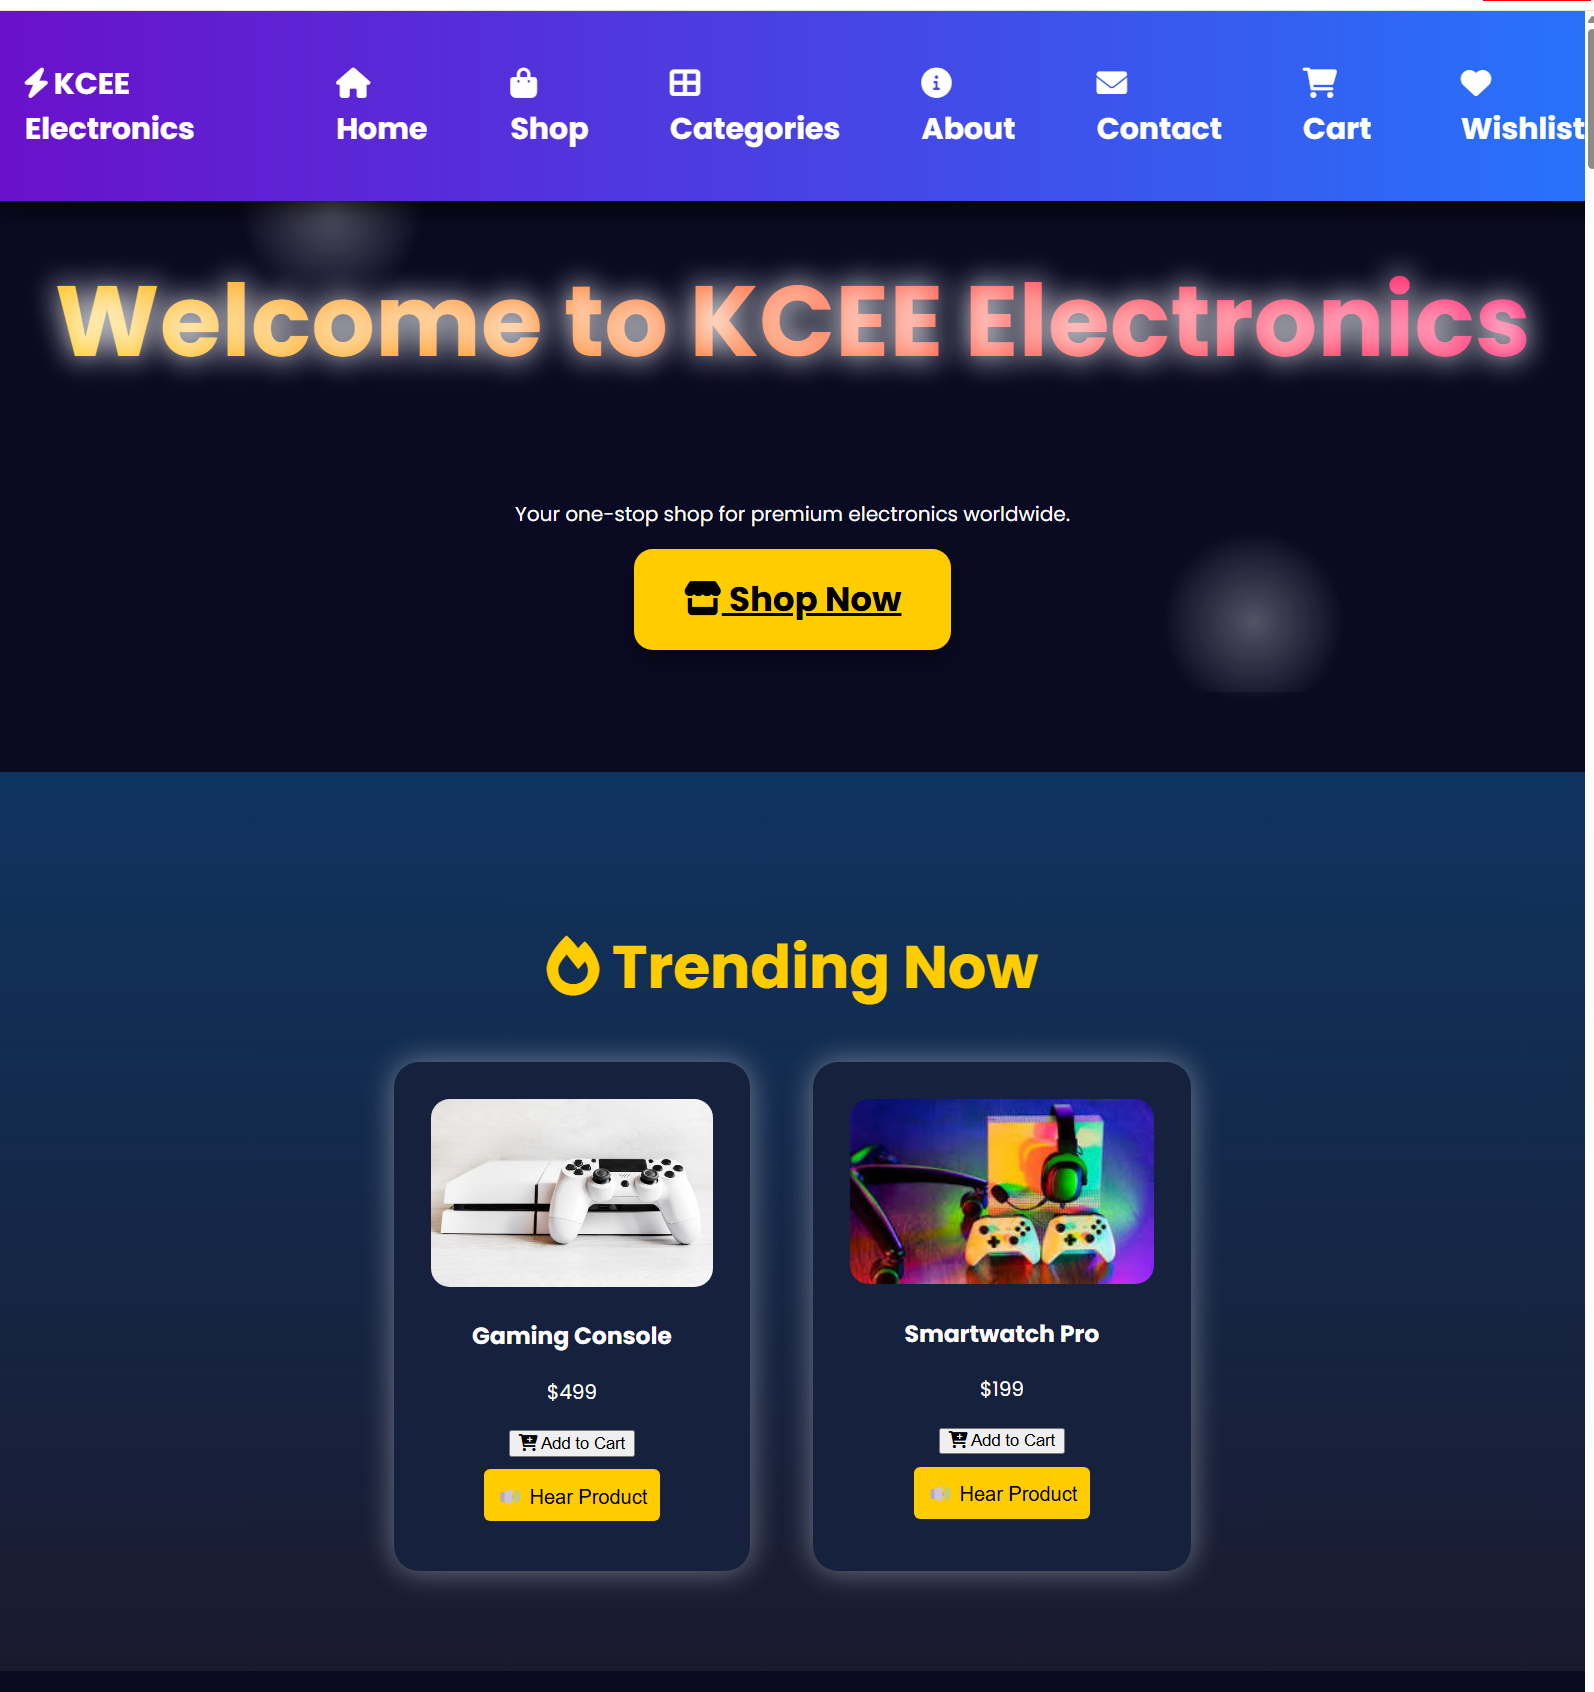 KCEE
Electronics
Home
Shop
Categories
About
Contact
Cart
Wishlist
Welcome to KCEE Electronics
Your one-stop shop for premium electronics worldwide.
Shop Now
Trending Now
Gaming Console
Smartwatch Pro
$499
$199
Add to Cart
Add to Cart
Hear Product
Hear Product